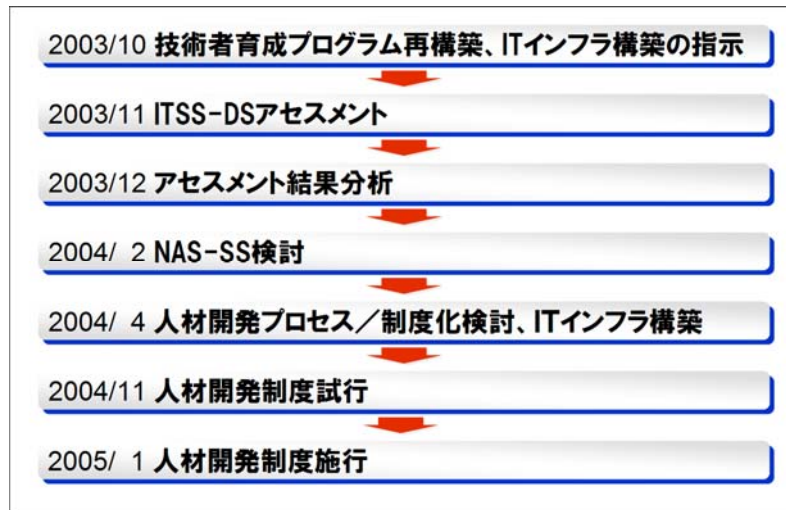 2003/10 技術者育成プログラム再構築、ITインフラ構築の指示
2003/11 ITSS-DSアセスメント
2003/12 アセスメント結果分析
2004/ 2 NAS-SS検討
2004/ 4 人材開発プロセス／制度化検討、ITインフラ構築
2004/11 人材開発制度試行
2005/ 1 人材開発制度施行